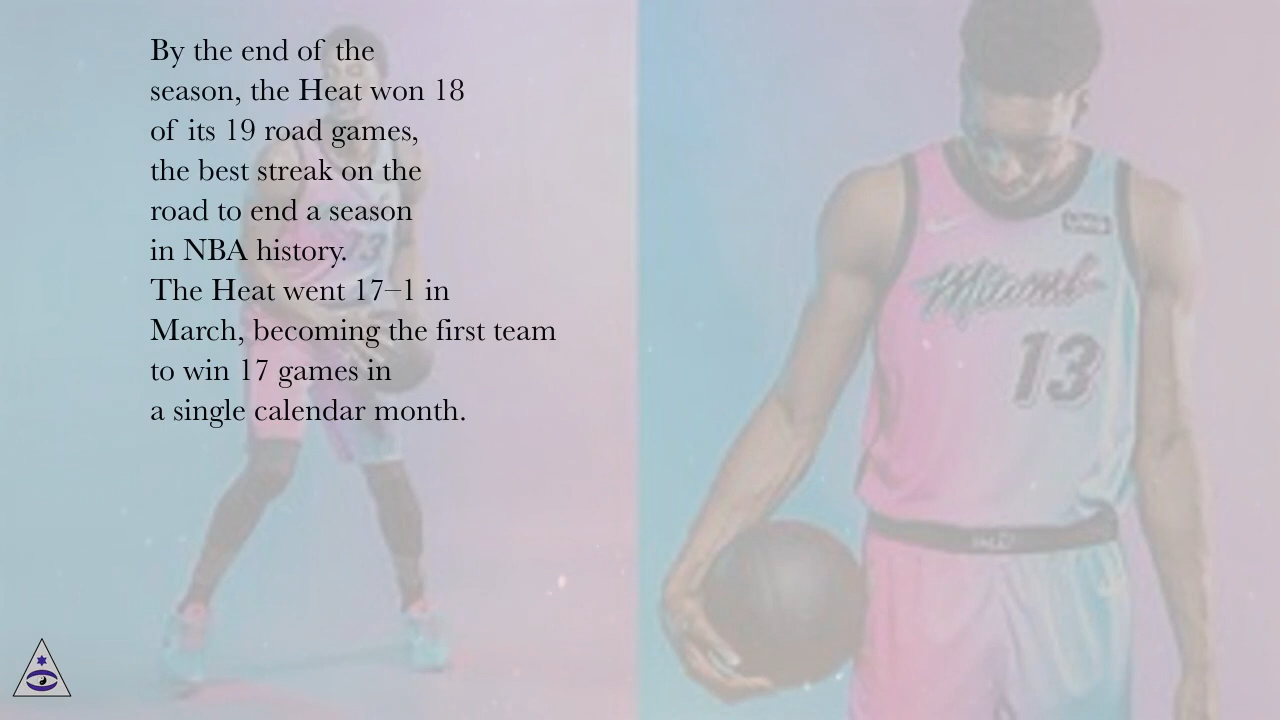 By the end of the
season, the Heat won 18
of its 19 road games,
the best streak on the
road to end a season
in NBA history.
The Heat went 17–1 in
March, becoming the first team
to win 17 games in
a single calendar month.
13
Miami
13